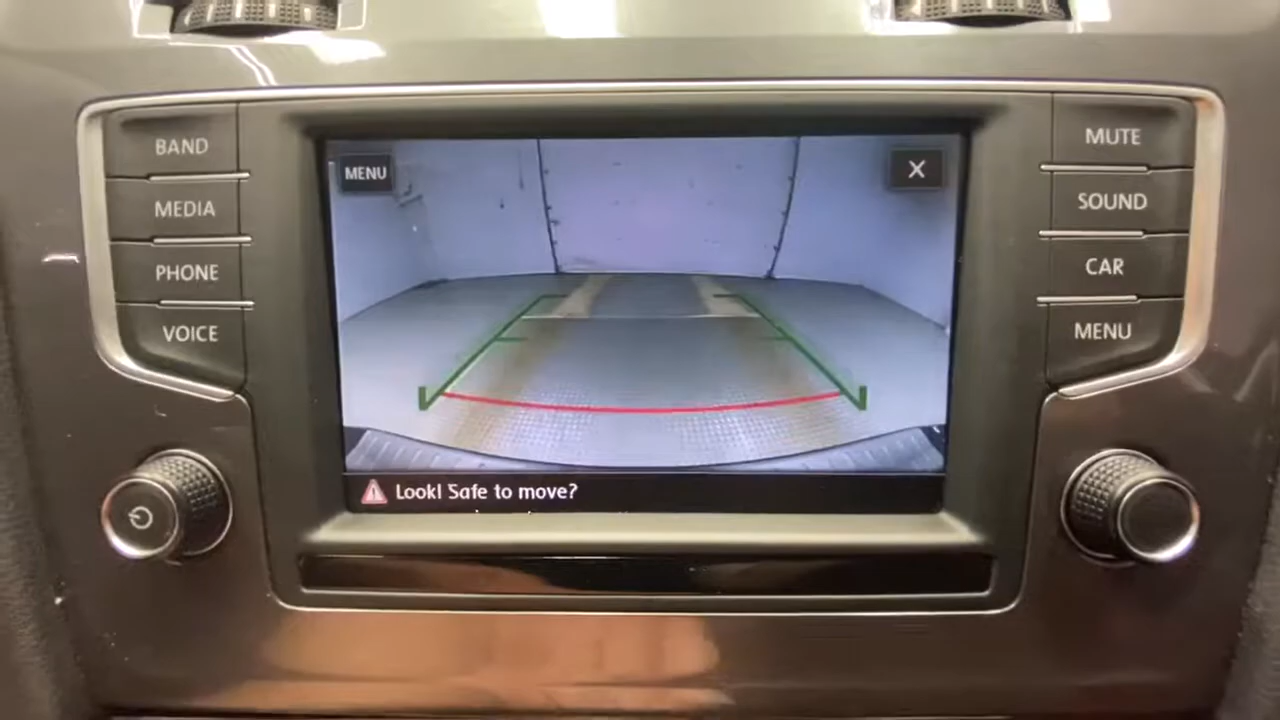 BAND
MEDIA
PHONE
VOICE
MENU
X
Look! Safe to move?
MUTE
SOUND
CAR
MENU